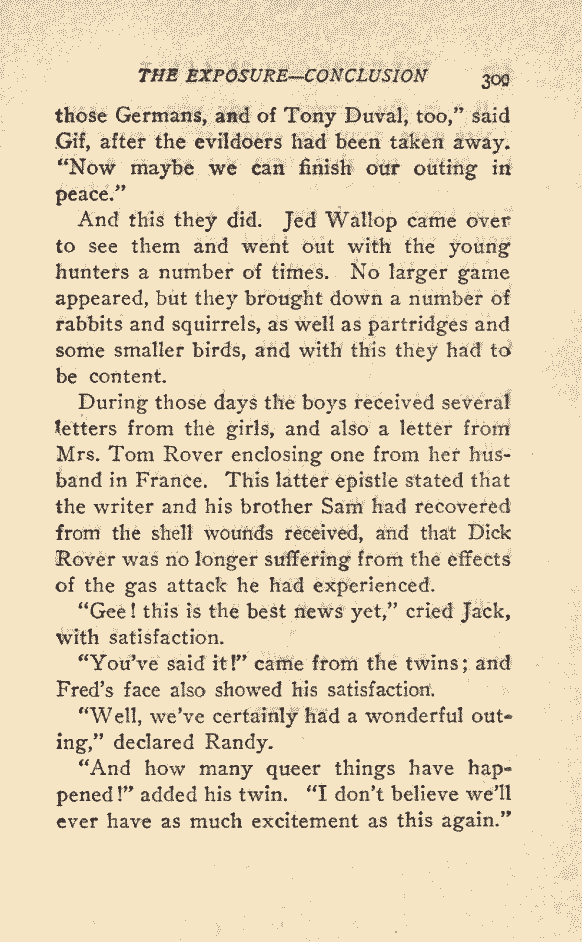 THE EXPOSURE—CONCLUSION 309
those Germans, and of Tony Duval, too,” said
Gif, after the evildoers had been taken away.
“Now maybe we can finish our outing in
peace.”
And this they did. Jed Wallop came over
to see them and went out with the young
hunters a number of times. No larger game
appeared, but they brought down a number of
rabbits and squirrels, as well as partridges and
some smaller birds, and with this they had to
be content.
During those days the boys received several
letters from the girls, and also a letter from
Mrs. Tom Rover enclosing one from her hus-
band in France. This latter epistle stated that
the writer and his brother Sam had recovered
from the shell wounds received, and that Dick
Rover was no longer suffering from the effects
of the gas attack he had experienced.
“Gee! this is the best news yet,” cried Jack,
with satisfaction.
“You’ve said it!” came from the twins; and
Fred’s face also showed his satisfaction.
“Well, we’ve certainly had a wonderful out-
ing,” declared Randy.
“And how many queer things have hap-
pened!” added his twin. “I don’t believe we’ll
ever have as much excitement as this again.”